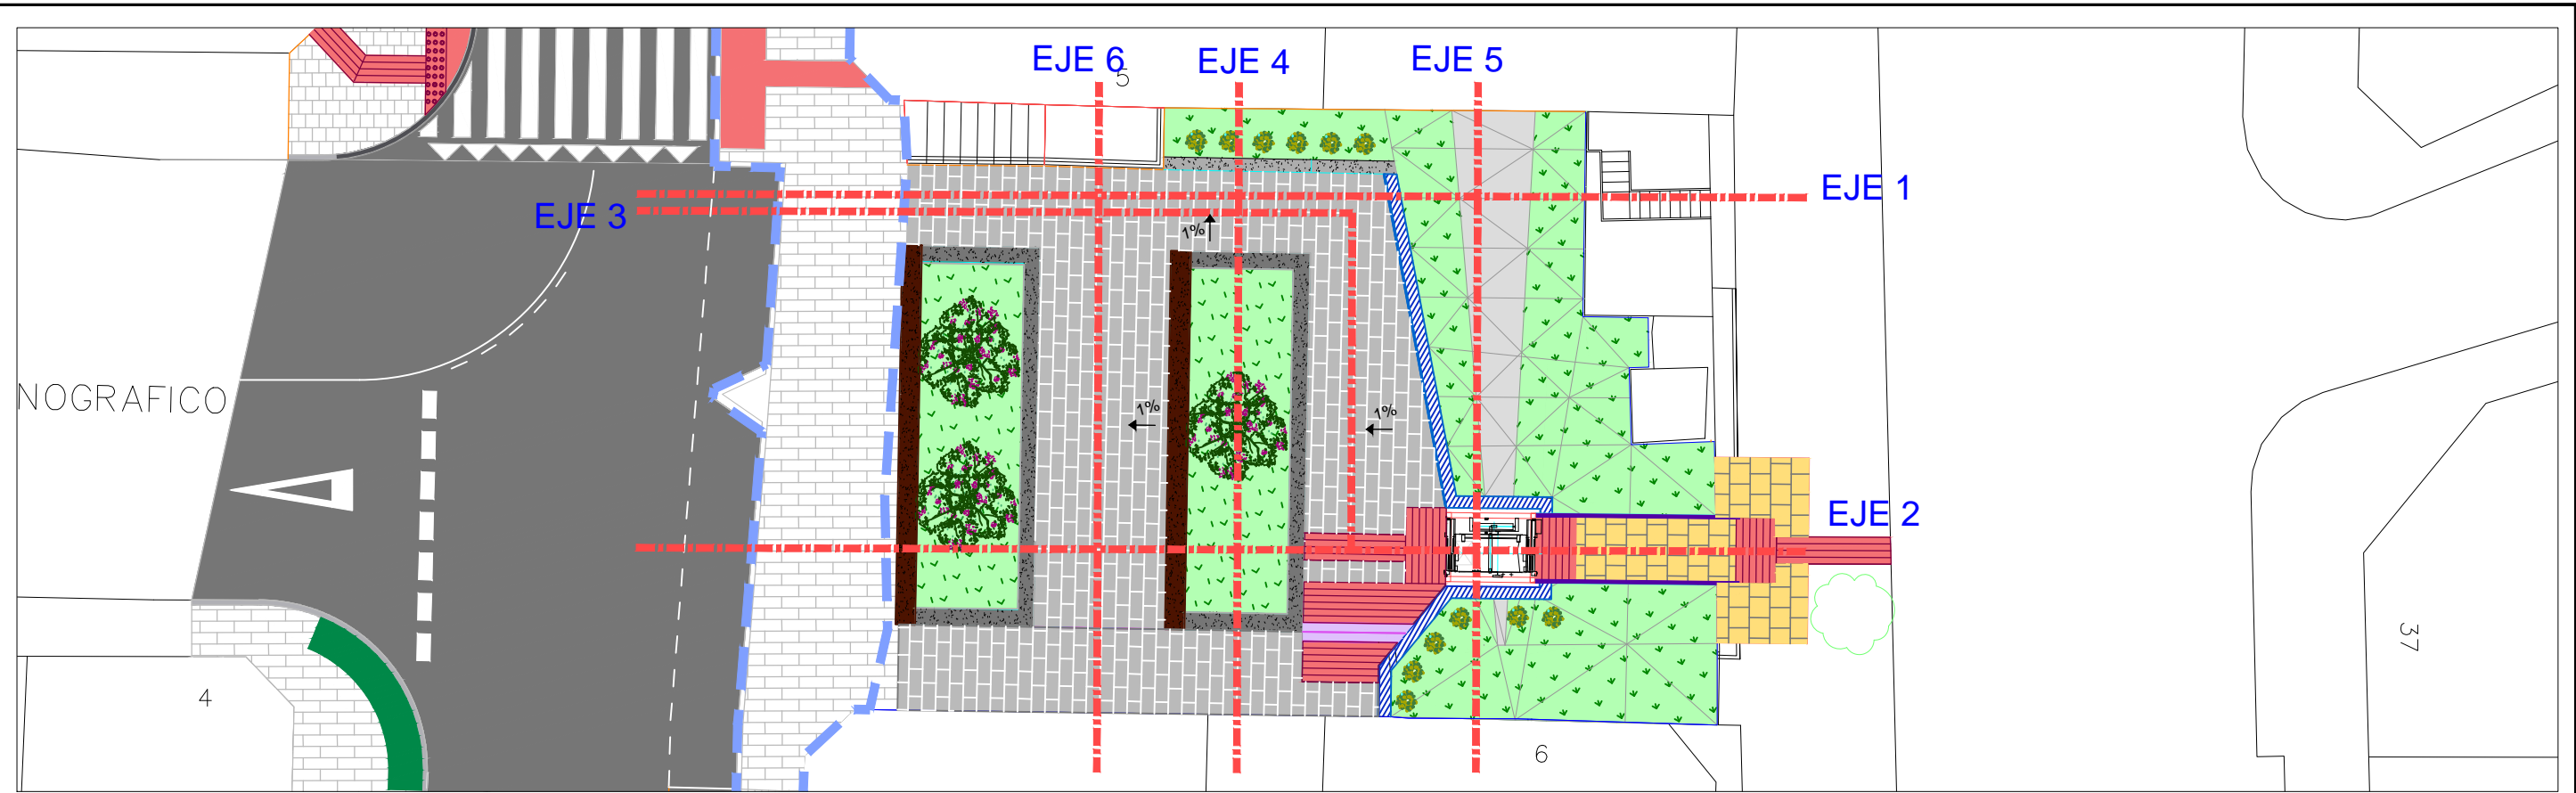 EJE 6
EJE 4
EJE 5
5
EJE 1
EJE 3
1%
NOGRAFICO
1%
1%
EJE 2
37
4
6